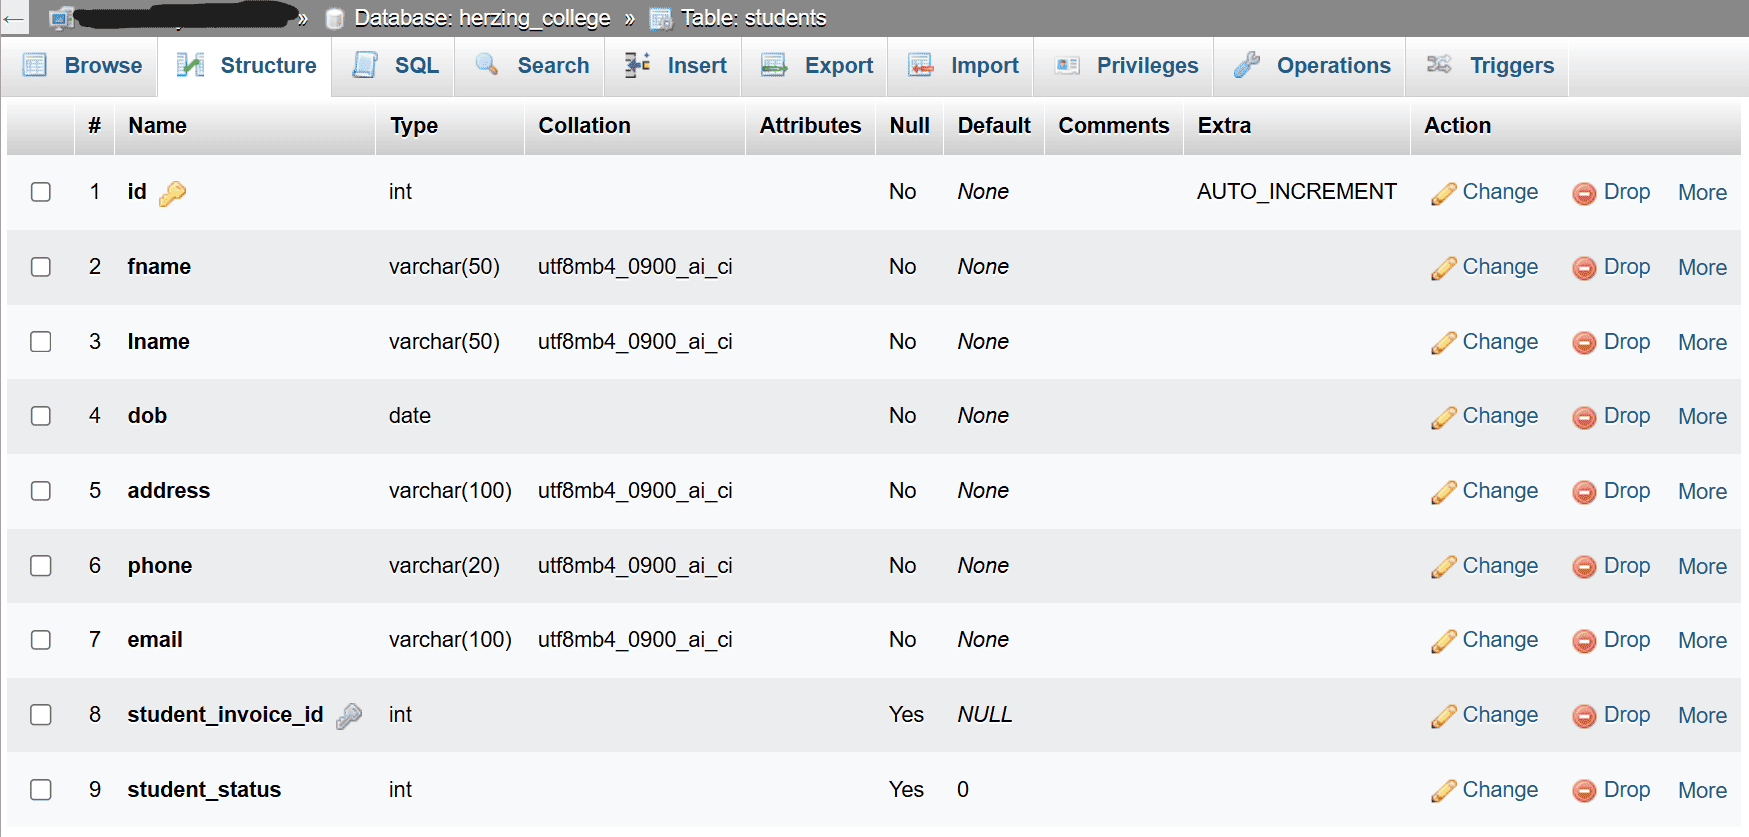 ← » Database: herzing_college » Table: students
Browse Structure SQL Search Insert Export Import Privileges Operations Triggers
# Name Type Collation Attributes Null Default Comments Extra Action
1 id int No None AUTO_INCREMENT Change Drop More
2 fname varchar(50) utf8mb4_0900_ai_ci No None Change Drop More
3 lname varchar(50) utf8mb4_0900_ai_ci No None Change Drop More
4 dob date No None Change Drop More
5 address varchar(100) utf8mb4_0900_ai_ci No None Change Drop More
6 phone varchar(20) utf8mb4_0900_ai_ci No None Change Drop More
7 email varchar(100) utf8mb4_0900_ai_ci No None Change Drop More
8 student_invoice_id int Yes NULL Change Drop More
9 student_status int Yes 0 Change Drop More